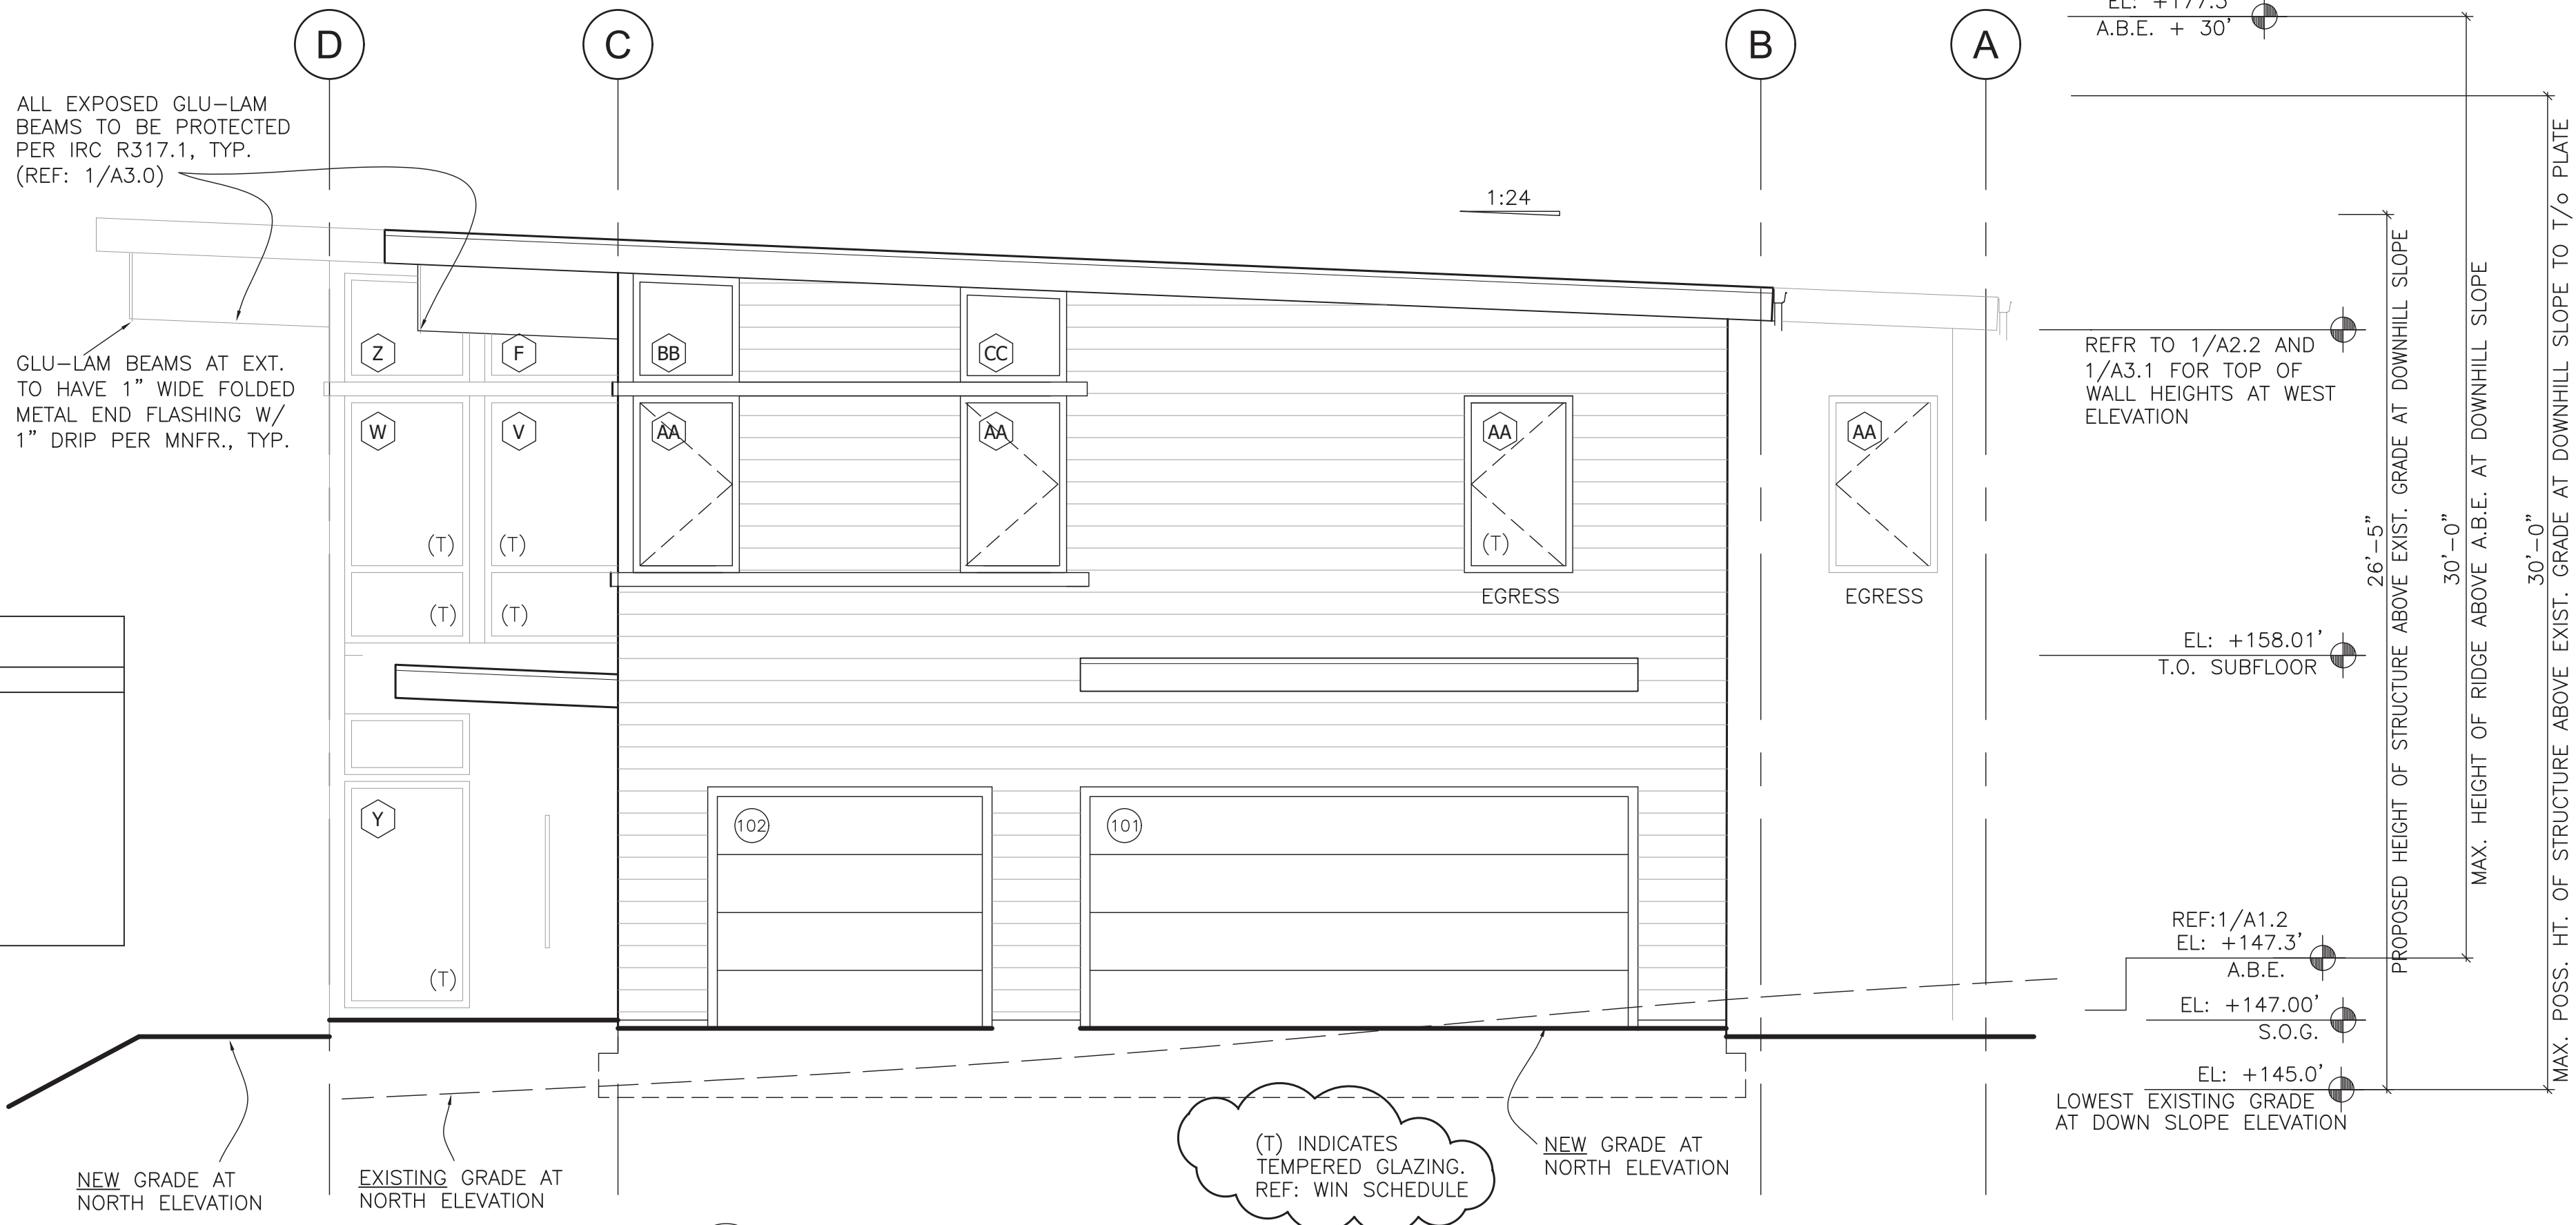 D
C
B
A
EL: +177.3'
A.B.E. + 30'
ALL EXPOSED GLU-LAM
BEAMS TO BE PROTECTED
PER IRC R317.1, TYP.
(REF: 1/A3.0)
1:24
GLU-LAM BEAMS AT EXT.
TO HAVE 1" WIDE FOLDED
METAL END FLASHING W/
1" DRIP PER MNFR., TYP.
Z
F
BB
CC
W
V
AA
AA
AA
AA
(T)
(T)
(T)
(T)
(T)
EGRESS
EGRESS
Y
(T)
102
101
REFR TO 1/A2.2 AND
1/A3.1 FOR TOP OF
WALL HEIGHTS AT WEST
ELEVATION
EL: +158.01'
T.O. SUBFLOOR
REF:1/A1.2
EL: +147.3'
A.B.E.
EL: +147.00'
S.O.G.
EL: +145.0'
LOWEST EXISTING GRADE
AT DOWN SLOPE ELEVATION
26'-5"
PROPOSED HEIGHT OF STRUCTURE ABOVE EXIST. GRADE AT DOWNHILL SLOPE
30'-0"
MAX. HEIGHT OF RIDGE ABOVE A.B.E. AT DOWNHILL SLOPE
30'-0"
MAX. POSS. HT. OF STRUCTURE ABOVE EXIST. GRADE AT DOWNHILL SLOPE TO T/o PLATE
NEW GRADE AT
NORTH ELEVATION
EXISTING GRADE AT
NORTH ELEVATION
(T) INDICATES
TEMPERED GLAZING.
REF: WIN SCHEDULE
NEW GRADE AT
NORTH ELEVATION